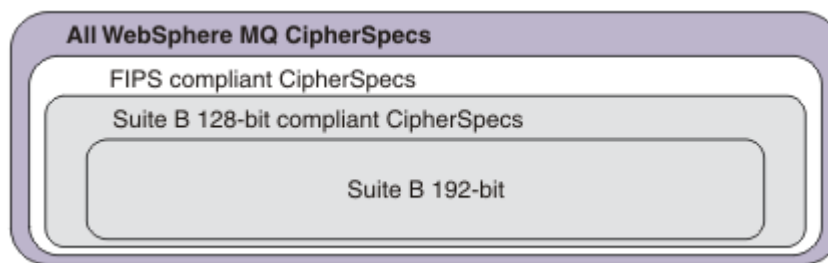 All WebSphere MQ CipherSpecs
FIPS compliant CipherSpecs
Suite B 128-bit compliant CipherSpecs
Suite B 192-bit